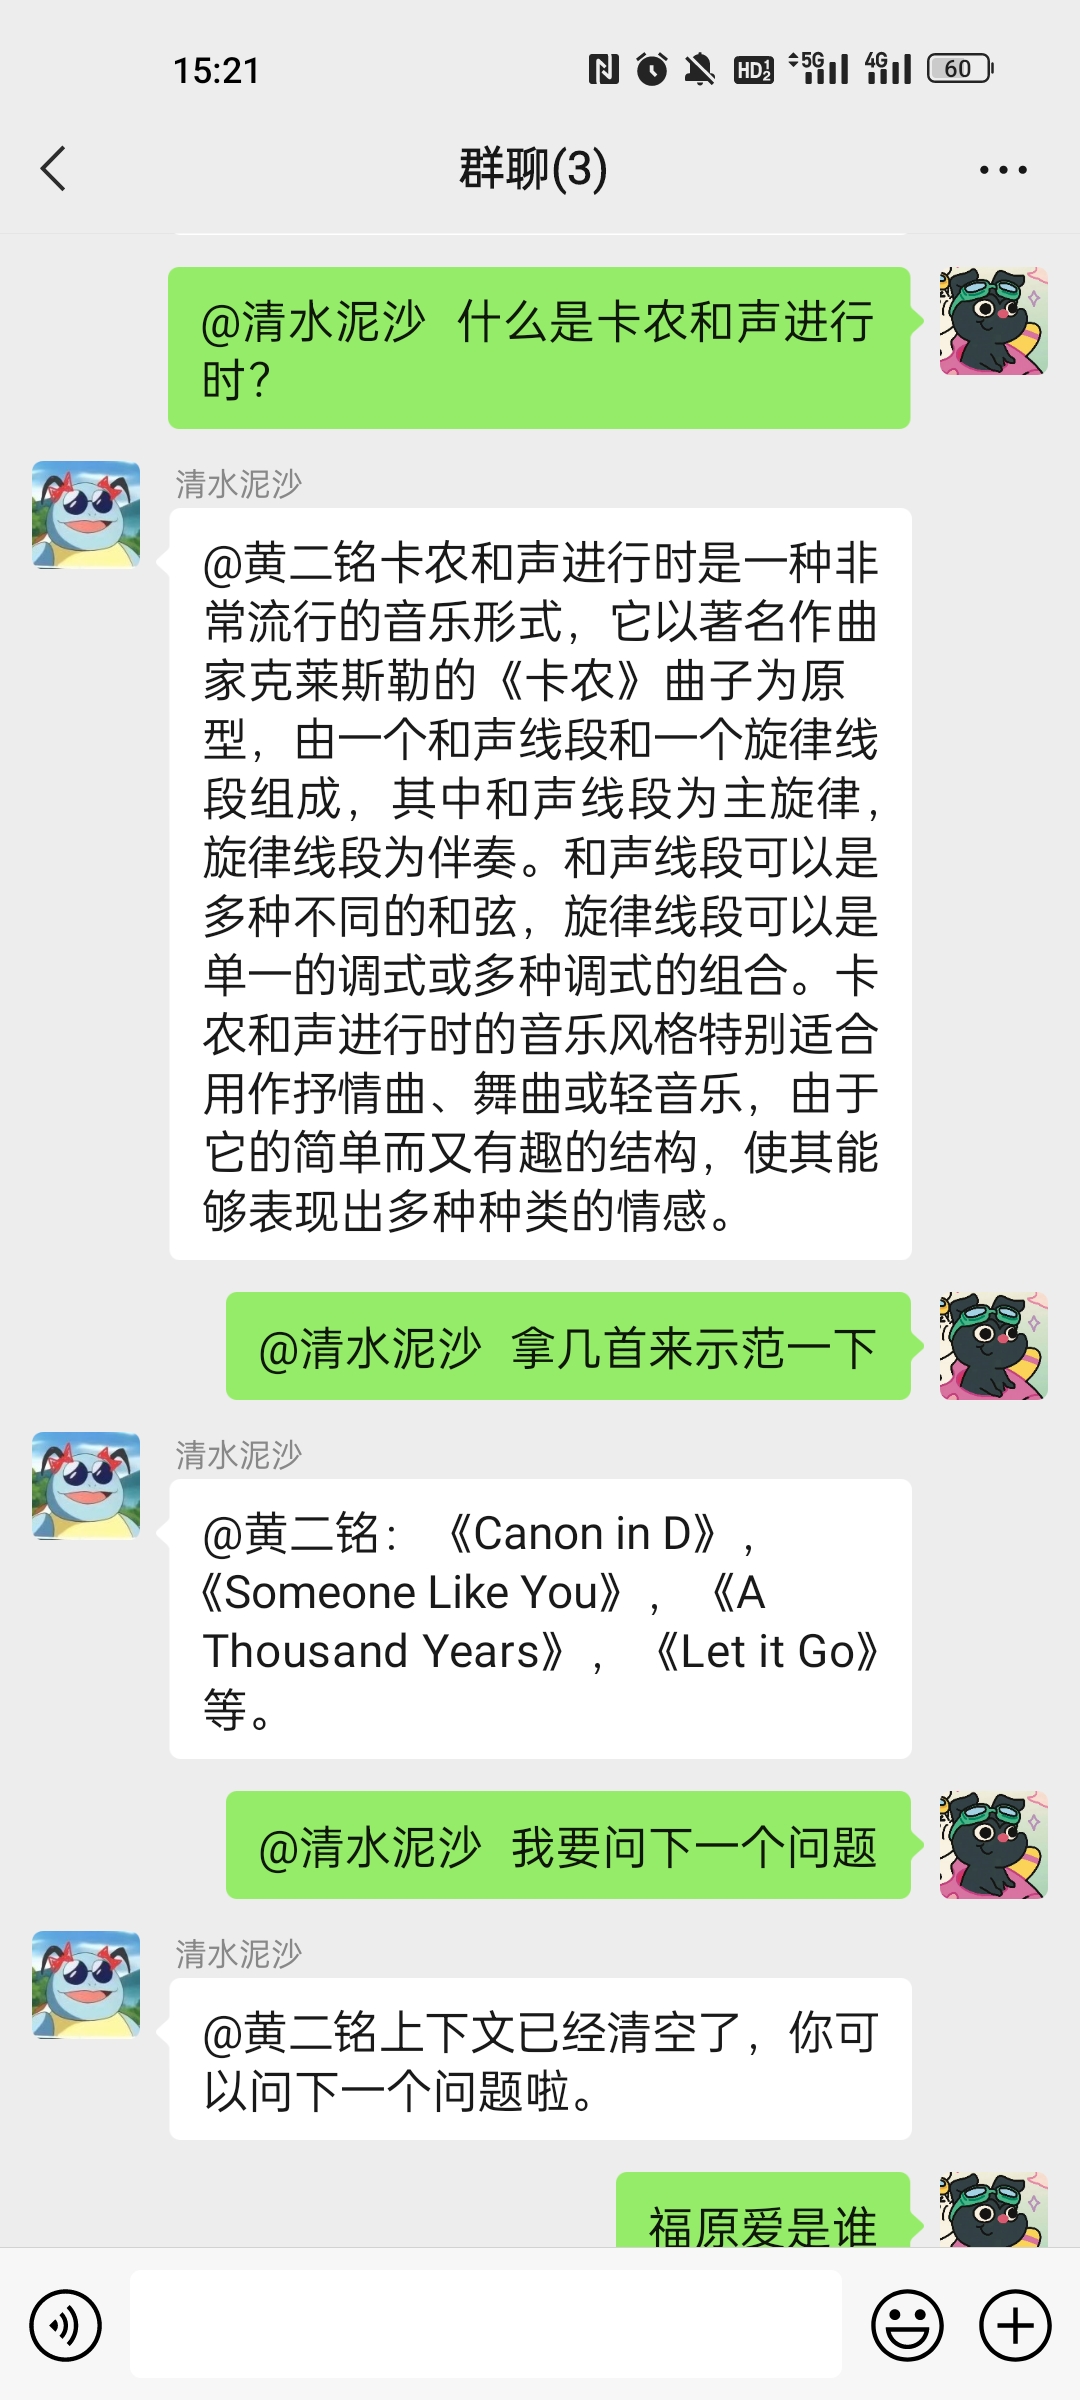 15:21
HD 1 2 5G 4G 60
群聊(3)
@清水泥沙 什么是卡农和声进行
时?
清水泥沙
@黄二铭卡农和声进行时是一种非
常流行的音乐形式，它以著名作曲
家克莱斯勒的《卡农》曲子为原
型，由一个和声线段和一个旋律线
段组成，其中和声线段为主旋律，
旋律线段为伴奏。和声线段可以是
多种不同的和弦，旋律线段可以是
单一的调式或多种调式的组合。卡
农和声进行时的音乐风格特别适合
用作抒情曲、舞曲或轻音乐，由于
它的简单而又有趣的结构，使其能
够表现出多种种类的情感。
@清水泥沙 拿几首来示范一下
清水泥沙
@黄二铭：《Canon in D》，
《Someone Like You》，《A
Thousand Years》，《Let it Go》
等。
@清水泥沙 我要问下一个问题
清水泥沙
@黄二铭上下文已经清空了，你可
以问下一个问题啦。
福原爱是谁